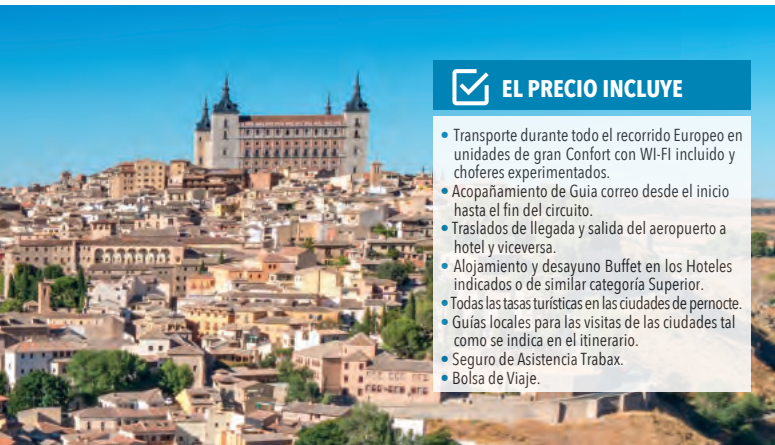 EL PRECIO INCLUYE
• Transporte durante todo el recorrido Europeo en
unidades de gran Confort con WI-FI incluido y
choferes experimentados.
• Acopañamiento de Guia correo desde el inicio
hasta el fin del circuito.
• Traslados de llegada y salida del aeropuerto a
hotel y viceversa.
• Alojamiento y desayuno Buffet en los Hoteles
indicados o de similar categoría Superior.
• Todas las tasas turísticas en las ciudades de pernocte.
• Guías locales para las visitas de las ciudades tal
como se indica en el itinerario.
• Seguro de Asistencia Trabax.
• Bolsa de Viaje.